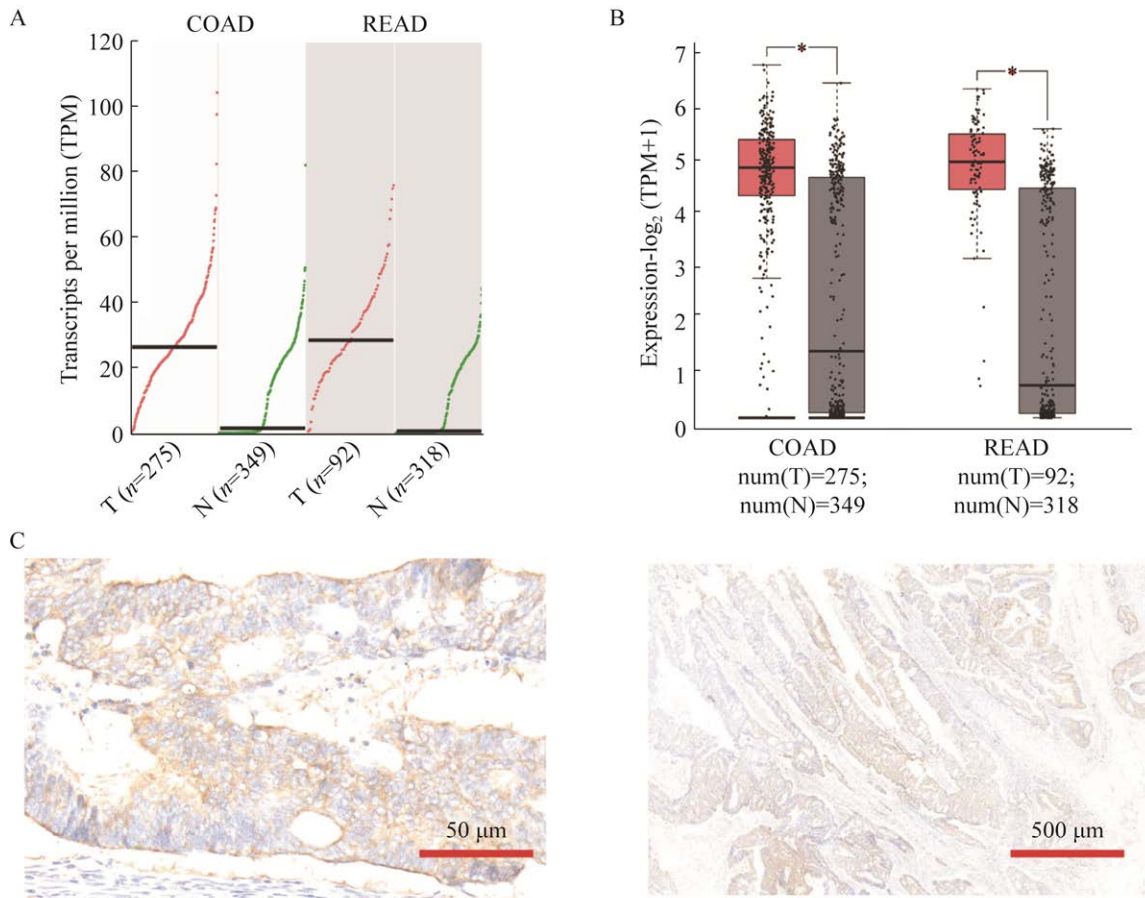 A
COAD READ
Transcripts per million (TPM)
120
100
80
60
40
20
0
T (n=275)
N (n=349)
T (n=92)
N (n=318)
B
Expression-log₂ (TPM+1)
7
6
5
4
3
2
1
0
*
*
COAD READ
num(T)=275; num(T)=92;
num(N)=349 num(N)=318
C
50 μm
500 μm